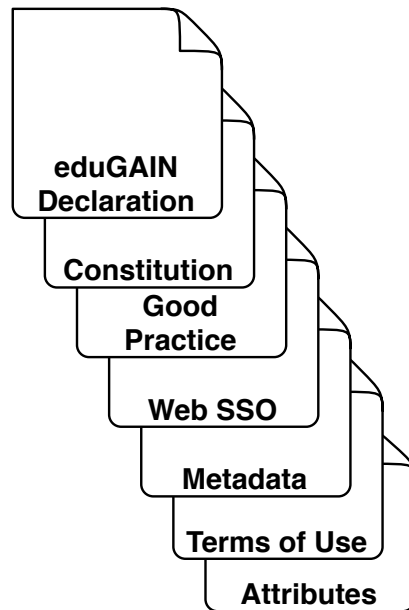 eduGAIN
Declaration
Constitution
Good
Practice
Web SSO
Metadata
Terms of Use
Attributes